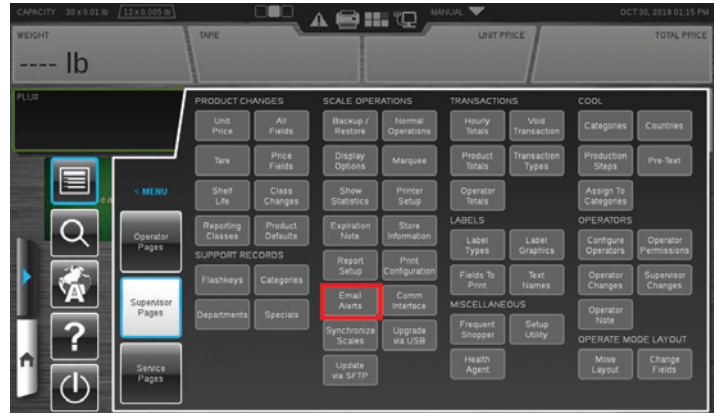 CAPACITY 30 x 0.01 lb 12 x 0.005 lb MANUAL OCT 30, 2019 01:15 PM
WEIGHT TARE UNIT PRICE TOTAL PRICE
---- lb
PLU#
< MENU
Operator
Pages
Supervisor
Pages
Service
Pages
PRODUCT CHANGES
Unit
Price
All
Fields
Tare
Price
Fields
Shelf
Life
Class
Changes
Reporting
Classes
Product
Defaults
SUPPORT RECORDS
Flashkeys
Categories
Departments
Specials
SCALE OPERATIONS
Backup /
Restore
Normal
Operations
Display
Options
Marquee
Show
Statistics
Printer
Setup
Expiration
Note
Store
Information
Report
Setup
Print
Configuration
Email
Alerts
Comm
Interface
Synchronize
Scales
Upgrade
via USB
Update
via SFTP
TRANSACTIONS
Hourly
Totals
Void
Transaction
Product
Totals
Transaction
Types
Operator
Totals
LABELS
Label
Types
Label
Graphics
Fields To
Print
Text
Names
MISCELLANEOUS
Frequent
Shopper
Setup
Utility
Health
Agent
COOL
Categories
Countries
Production
Steps
Pre-Text
Assign To
Categories
OPERATORS
Configure
Operators
Operator
Permissions
Operator
Changes
Supervisor
Changes
Operator
Note
OPERATE MODE LAYOUT
Move
Layout
Change
Fields